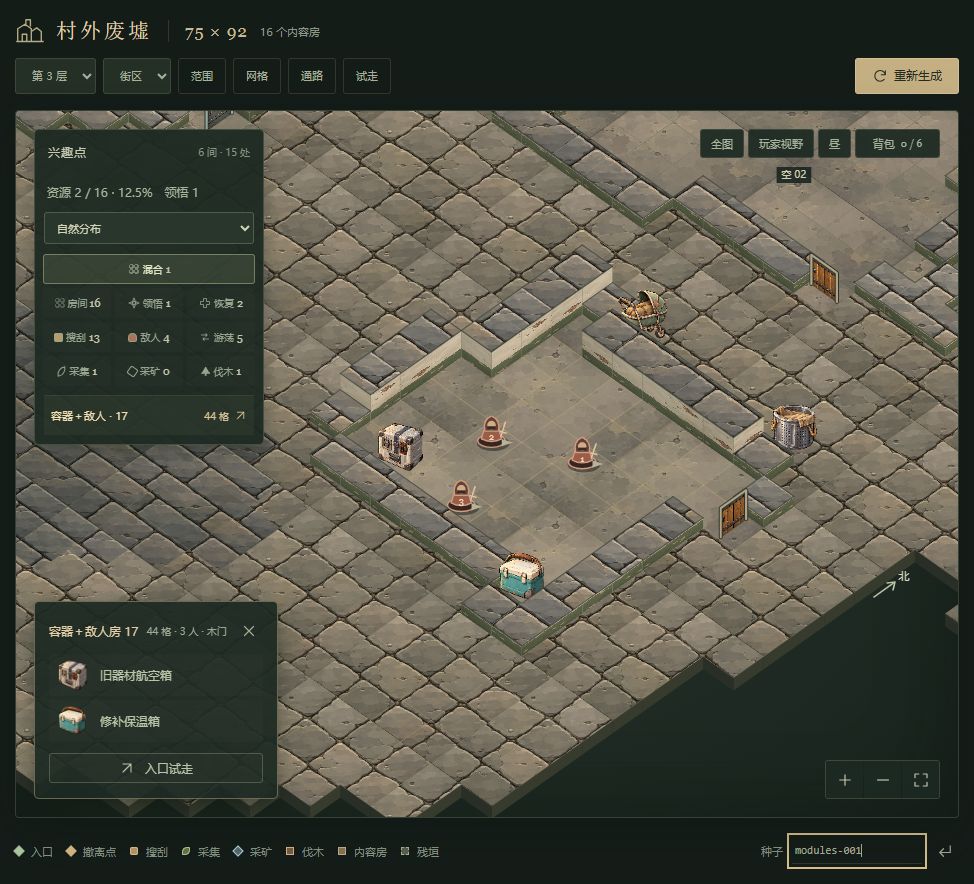 村外废墟 75 × 92 16 个内容房
第 3 层 街区 范围 网格 通路 试走 重新生成
兴趣点 6 间 · 15 处
资源 2 / 16 · 12.5% 领悟 1
自然分布
混合 1
房间 16 领悟 1 恢复 2
搜刮 13 敌人 4 游荡 5
采集 1 采矿 0 伐木 1
容器 + 敌人 · 17 44 格
全图 玩家视野 昼 背包 0 / 6
空 02
2
1
3
北
容器 + 敌人房 17 44 格 · 3 人 · 木门
旧器材航空箱
修补保温箱
入口试走
入口 撤离点 搜刮 采集 采矿 伐木 内容房 残垣 种子 modules-001